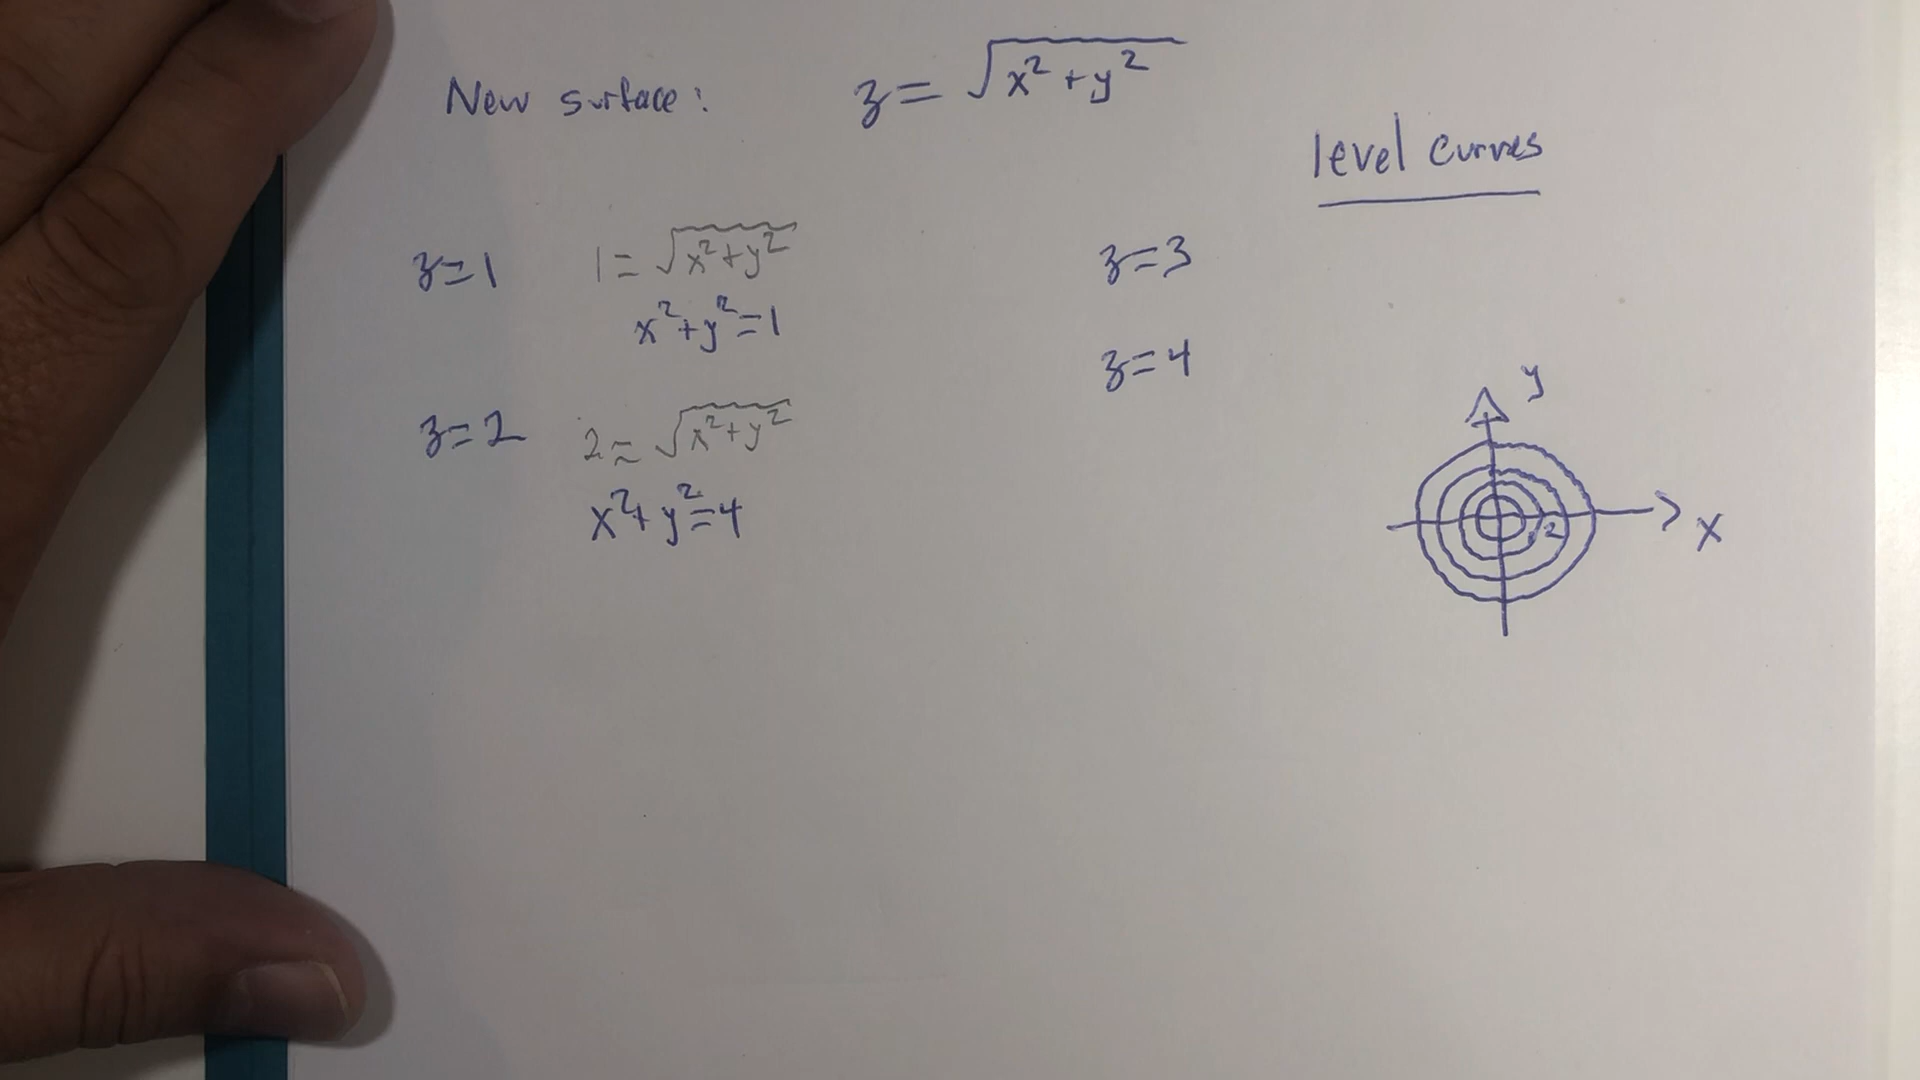 New surface: z = √(x² + y²)
level curves
z = 1 1 = √(x² + y²)
x² + y² = 1
z = 2 2 = √(x² + y²)
x² + y² = 4
z = 3
z = 4
y
x